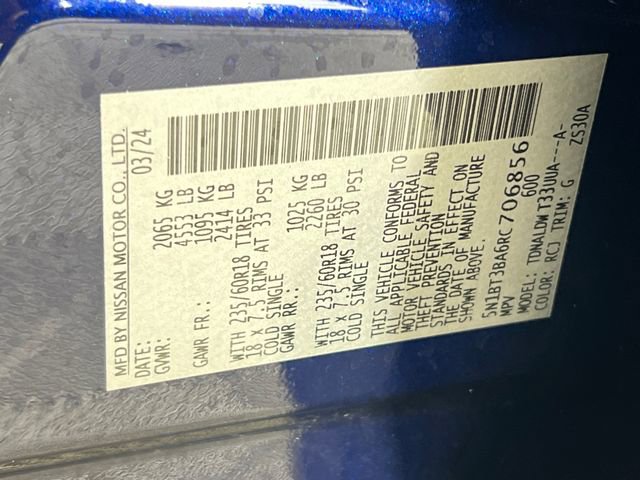 MFD BY NISSAN MOTOR CO., LTD.
DATE: 03/24
GVWR: 2065 KG
4553 LB
GAWR FR.: 1095 KG
2414 LB
WITH 235/60R18 TIRES
18 X 7.5 RIMS AT 33 PSI
COLD SINGLE
GAWR RR.: 1025 KG
2260 LB
WITH 235/60R18 TIRES
18 X 7.5 RIMS AT 30 PSI
COLD SINGLE
THIS VEHICLE CONFORMS TO
ALL APPLICABLE FEDERAL
MOTOR VEHICLE SAFETY AND
THEFT PREVENTION
STANDARDS IN EFFECT ON
THE DATE OF MANUFACTURE
SHOWN ABOVE.
5N1BT3BA6RC706856
MPV 600
MODEL: TDNALDWT33UUA---A-
COLOR: RCJ TRIM: G ZS30A